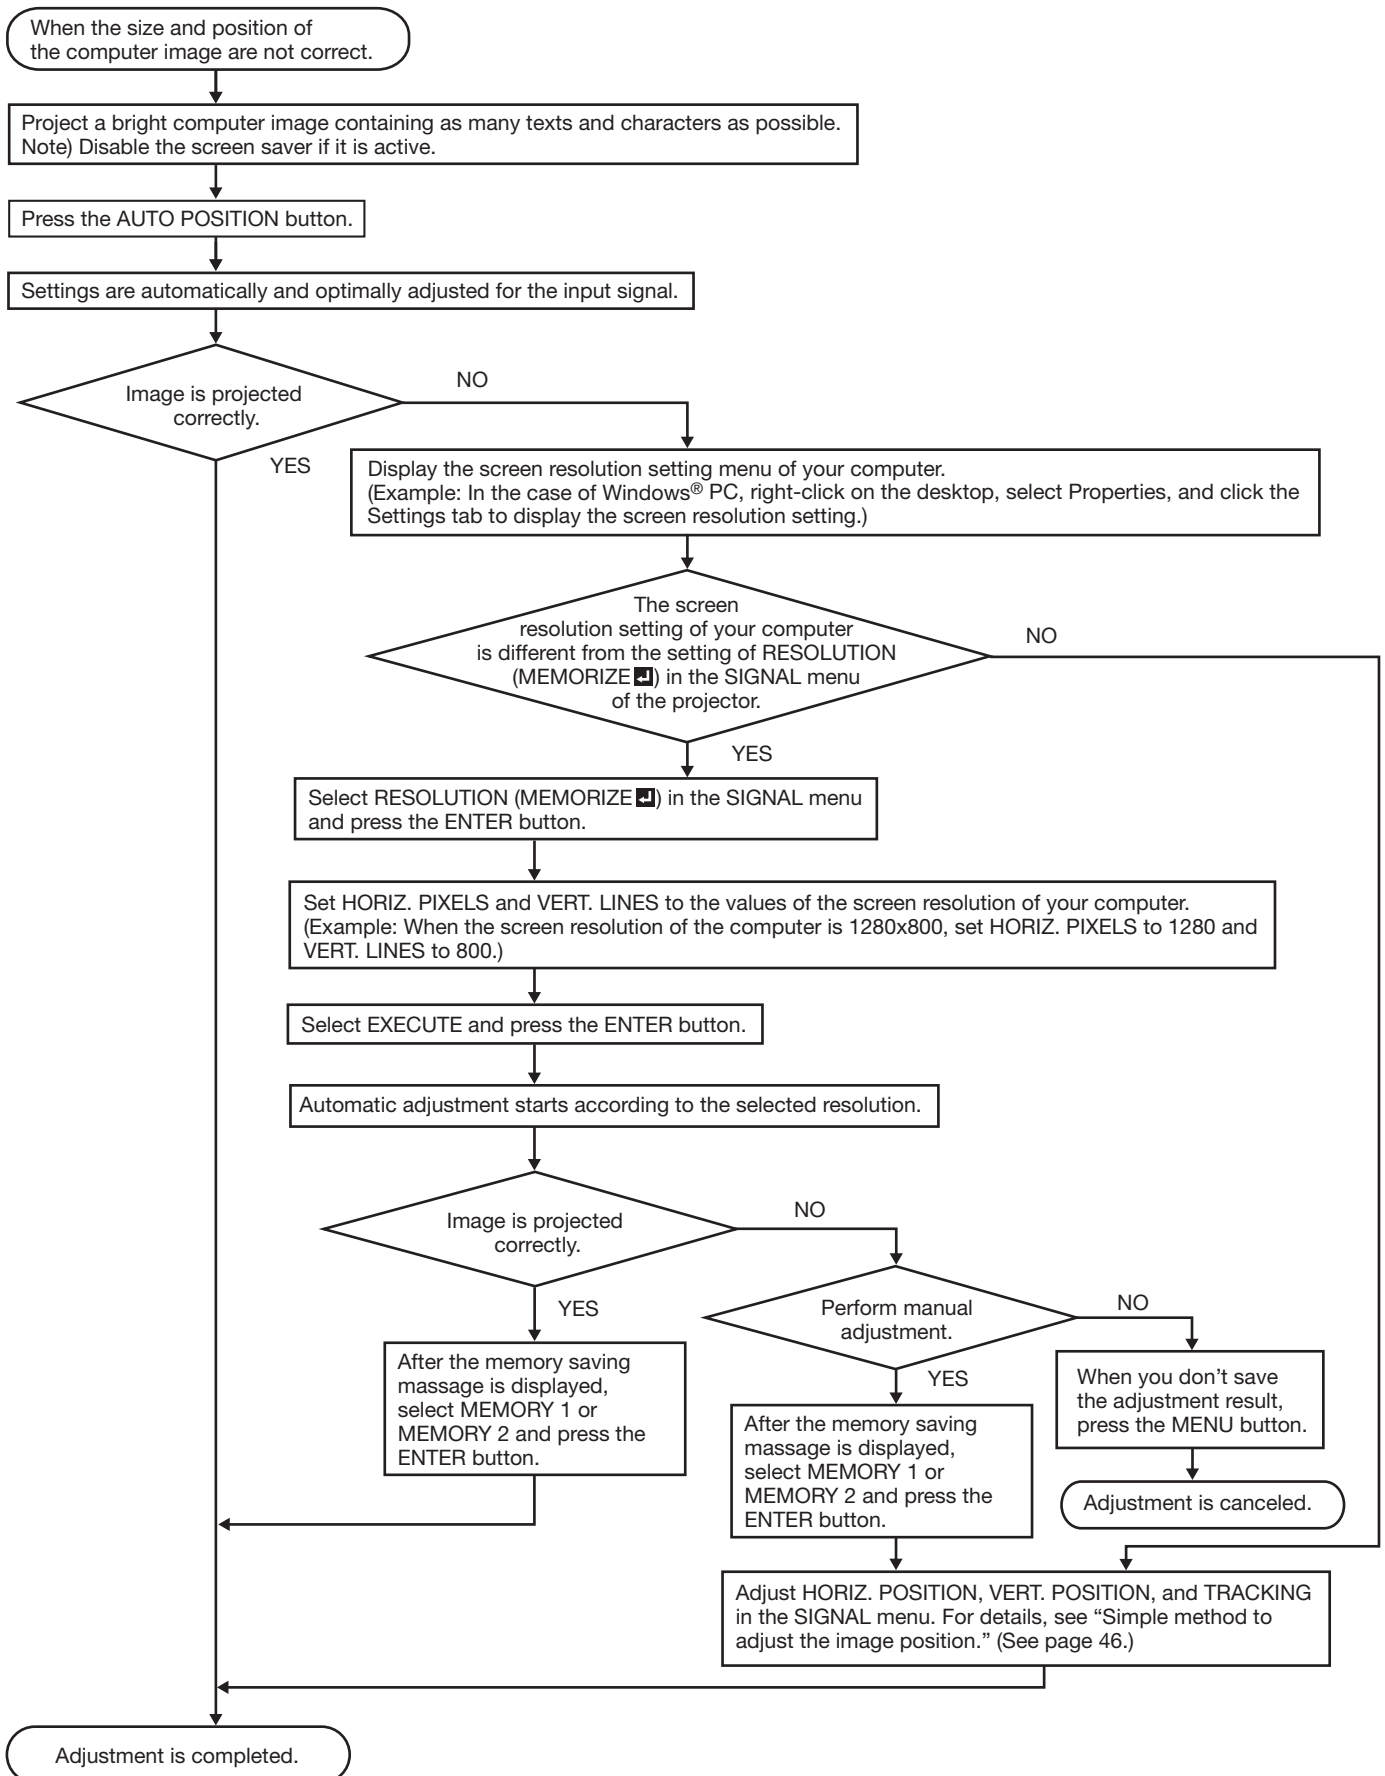 When the size and position of
the computer image are not correct.
Project a bright computer image containing as many texts and characters as possible.
Note) Disable the screen saver if it is active.
Press the AUTO POSITION button.
Settings are automatically and optimally adjusted for the input signal.
Image is projected
correctly.
NO
YES
Display the screen resolution setting menu of your computer.
(Example: In the case of Windows® PC, right-click on the desktop, select Properties, and click the
Settings tab to display the screen resolution setting.)
The screen
resolution setting of your computer
is different from the setting of RESOLUTION
(MEMORIZE↵) in the SIGNAL menu
of the projector.
NO
YES
Select RESOLUTION (MEMORIZE↵) in the SIGNAL menu
and press the ENTER button.
Set HORIZ. PIXELS and VERT. LINES to the values of the screen resolution of your computer.
(Example: When the screen resolution of the computer is 1280x800, set HORIZ. PIXELS to 1280 and
VERT. LINES to 800.)
Select EXECUTE and press the ENTER button.
Automatic adjustment starts according to the selected resolution.
Image is projected
correctly.
NO
YES
Perform manual
adjustment.
NO
YES
After the memory saving
massage is displayed,
select MEMORY 1 or
MEMORY 2 and press the
ENTER button.
After the memory saving
massage is displayed,
select MEMORY 1 or
MEMORY 2 and press the
ENTER button.
When you don't save
the adjustment result,
press the MENU button.
Adjustment is canceled.
Adjust HORIZ. POSITION, VERT. POSITION, and TRACKING
in the SIGNAL menu. For details, see “Simple method to
adjust the image position.” (See page 46.)
Adjustment is completed.